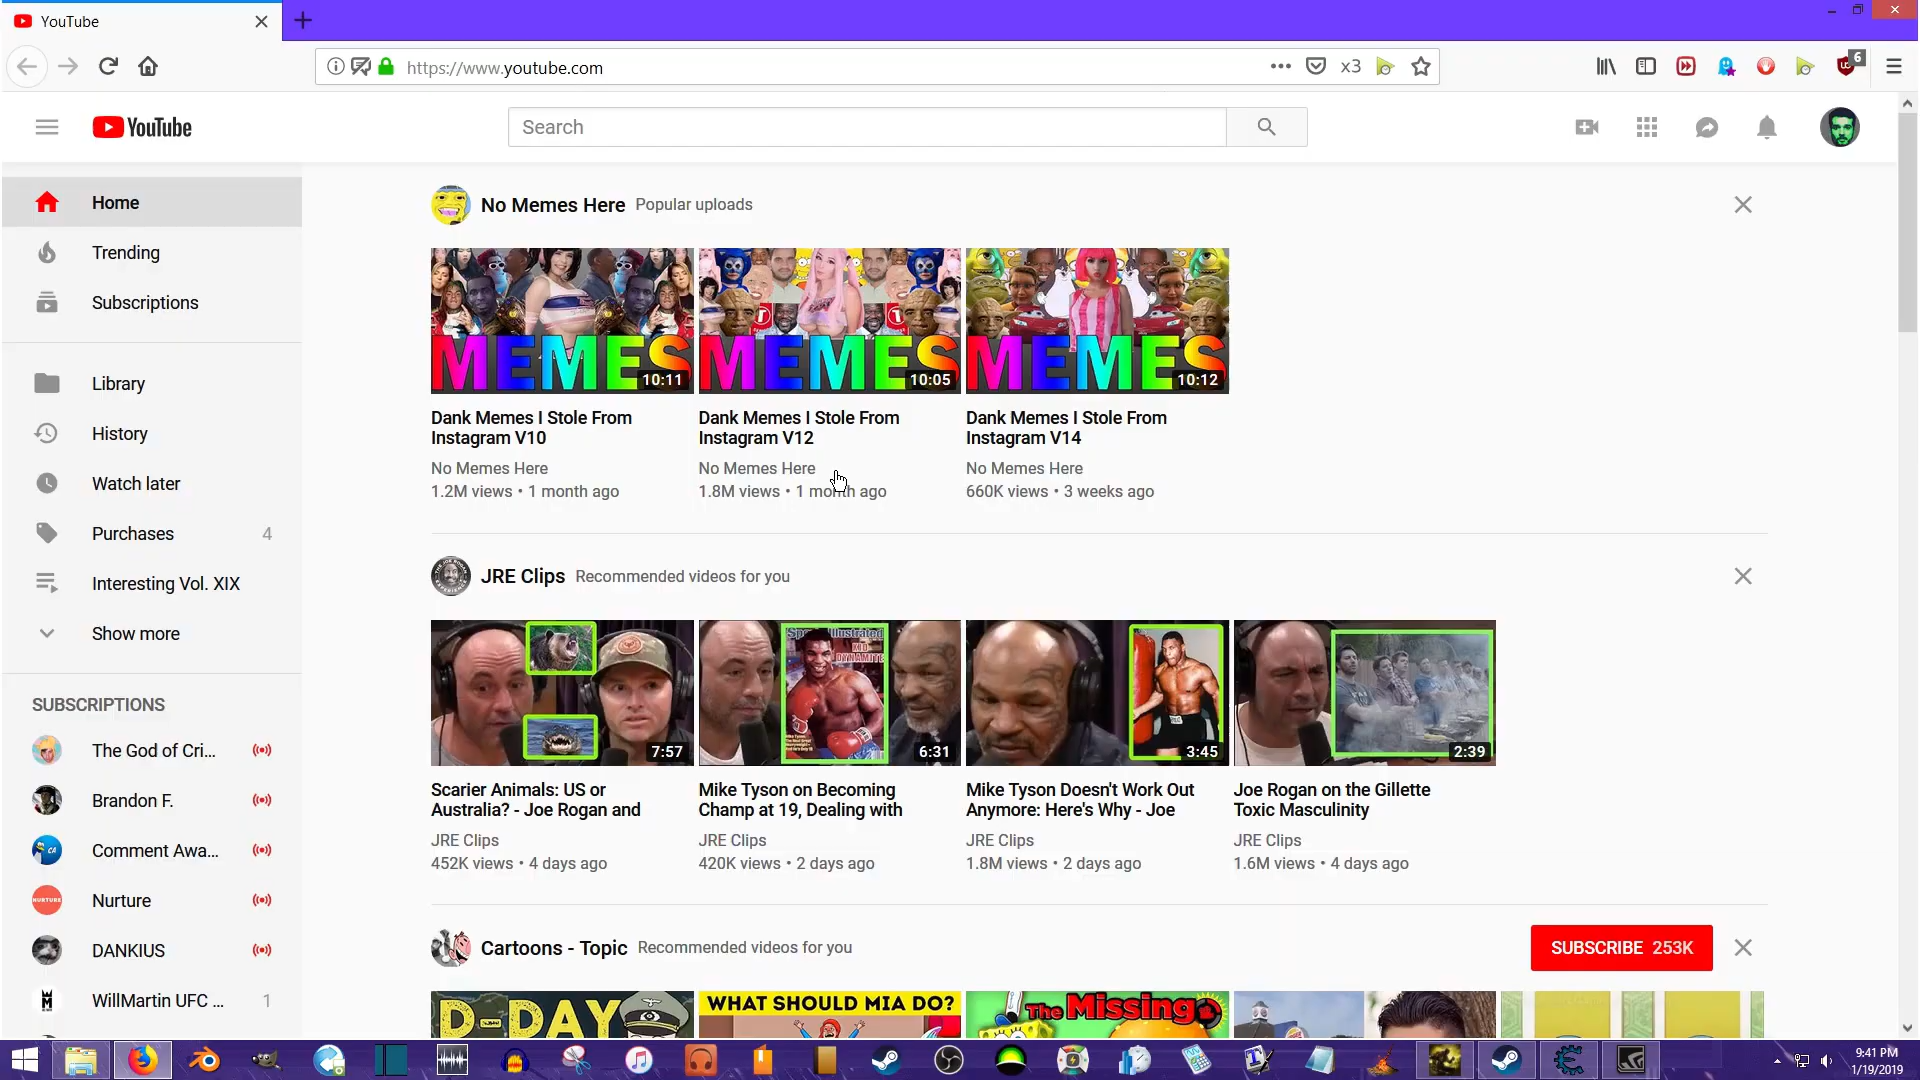 YouTube
https://www.youtube.com
x3
6
YouTube
Search
Home
Trending
Subscriptions
Library
History
Watch later
Purchases 4
Interesting Vol. XIX
Show more
SUBSCRIPTIONS
The God of Cri...
Brandon F.
Comment Awa...
Nurture
DANKIUS
WillMartin UFC ... 1
No Memes Here Popular uploads
MEMES 10:11
MEMES 10:05
MEMES 10:12
Dank Memes I Stole From
Instagram V10
No Memes Here
1.2M views • 1 month ago
Dank Memes I Stole From
Instagram V12
No Memes Here
1.8M views • 1 month ago
Dank Memes I Stole From
Instagram V14
No Memes Here
660K views • 3 weeks ago
JRE Clips Recommended videos for you
7:57
Sports Illustrated
KID
DYNAMITE
6:31
3:45
2:39
Scarier Animals: US or
Australia? - Joe Rogan and
JRE Clips
452K views • 4 days ago
Mike Tyson on Becoming
Champ at 19, Dealing with
JRE Clips
420K views • 2 days ago
Mike Tyson Doesn't Work Out
Anymore: Here's Why - Joe
JRE Clips
1.8M views • 2 days ago
Joe Rogan on the Gillette
Toxic Masculinity
JRE Clips
1.6M views • 4 days ago
Cartoons - Topic Recommended videos for you
SUBSCRIBE 253K
D-DAY
WHAT SHOULD MIA DO?
The Missing
9:41 PM
1/19/2019